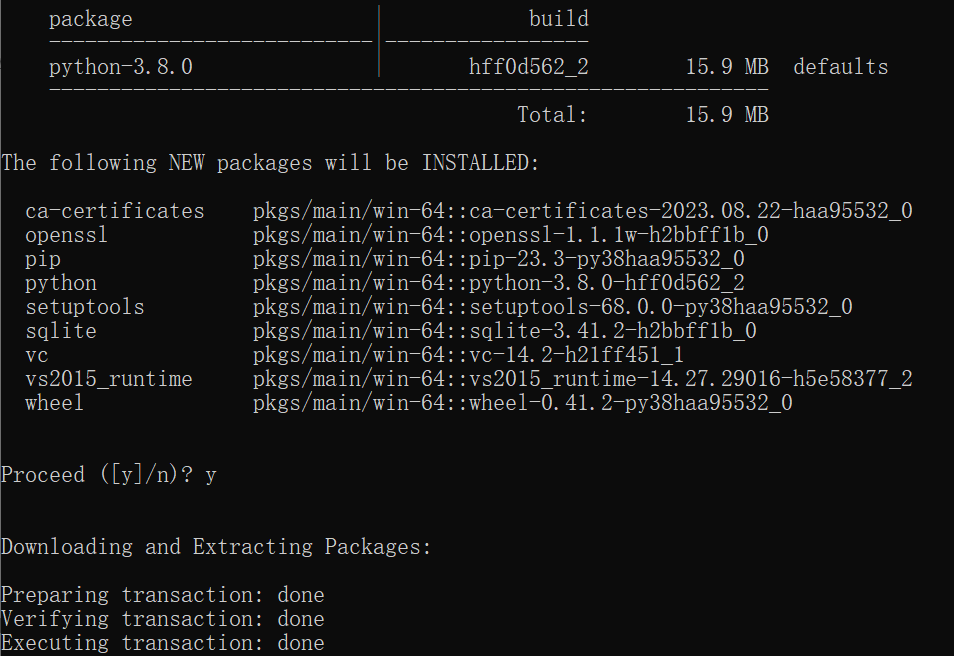 package | build
---------------------------|-----------------
python-3.8.0 | hff0d562_2 15.9 MB defaults
------------------------------------------------------------
Total: 15.9 MB
The following NEW packages will be INSTALLED:
ca-certificates pkgs/main/win-64::ca-certificates-2023.08.22-haa95532_0
openssl pkgs/main/win-64::openssl-1.1.1w-h2bbff1b_0
pip pkgs/main/win-64::pip-23.3-py38haa95532_0
python pkgs/main/win-64::python-3.8.0-hff0d562_2
setuptools pkgs/main/win-64::setuptools-68.0.0-py38haa95532_0
sqlite pkgs/main/win-64::sqlite-3.41.2-h2bbff1b_0
vc pkgs/main/win-64::vc-14.2-h21ff451_1
vs2015_runtime pkgs/main/win-64::vs2015_runtime-14.27.29016-h5e58377_2
wheel pkgs/main/win-64::wheel-0.41.2-py38haa95532_0
Proceed ([y]/n)? y
Downloading and Extracting Packages:
Preparing transaction: done
Verifying transaction: done
Executing transaction: done